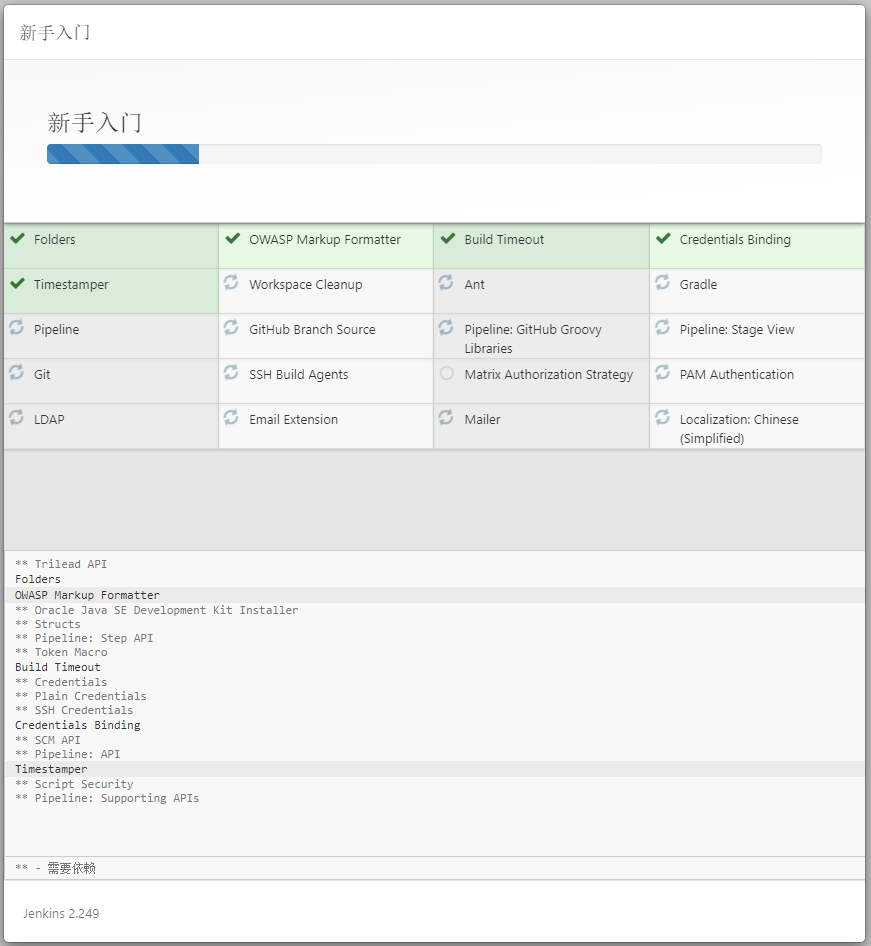 新手入门
新手入门
Folders
OWASP Markup Formatter
Build Timeout
Credentials Binding
Timestamper
Workspace Cleanup
Ant
Gradle
Pipeline
GitHub Branch Source
Pipeline: GitHub Groovy
Libraries
Pipeline: Stage View
Git
SSH Build Agents
Matrix Authorization Strategy
PAM Authentication
LDAP
Email Extension
Mailer
Localization: Chinese
(Simplified)
** Trilead API
Folders
OWASP Markup Formatter
** Oracle Java SE Development Kit Installer
** Structs
** Pipeline: Step API
** Token Macro
Build Timeout
** Credentials
** Plain Credentials
** SSH Credentials
Credentials Binding
** SCM API
** Pipeline: API
Timestamper
** Script Security
** Pipeline: Supporting APIs
** - 需要依赖
Jenkins 2.249